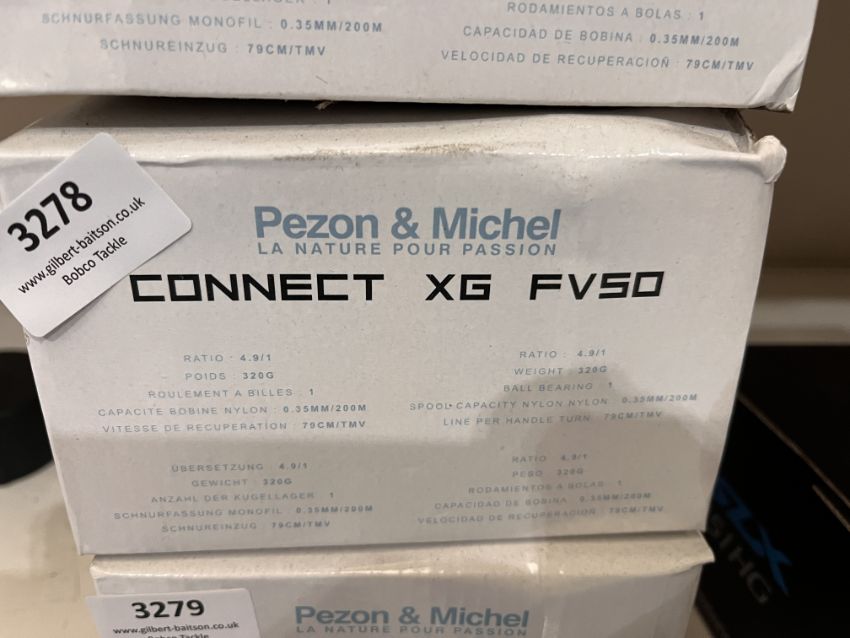 SCHNURFASSUNG MONOFIL : 0.35MM/200M
SCHNUREINZUG : 79CM/TMV
RODAMIENTOS A BOLAS : 1
CAPACIDAD DE BOBINA : 0.35MM/200M
VELOCIDAD DE RECUPERACIOÑ : 79CM/TMV
3278
www.gilbert-baitson.co.uk
Bobco Tackle
Pezon & Michel
LA NATURE POUR PASSION
CONNECT XG FV50
RATIO : 4.9/1
POIDS : 320G
ROULEMENT A BILLES : 1
CAPACITE BOBINE NYLON : 0.35MM/200M
VITESSE DE RECUPERATION : 79CM/TMV
RATIO : 4.9/1
WEIGHT : 320G
BALL BEARING : 1
SPOOL CAPACITY NYLON NYLON : 0.35MM/200M
LINE PER HANDLE TURN : 79CM/TMV
ÜBERSETZUNG : 4.9/1
GEWICHT : 320G
ANZAHL DER KUGELLAGER : 1
SCHNURFASSUNG MONOFIL : 0.35MM/200M
SCHNUREINZUG : 79CM/TMV
RATIO : 4.9/1
PESO : 320G
RODAMIENTOS A BOLAS : 1
CAPACIDAD DE BOBINA : 0.35MM/200M
VELOCIDAD DE RECUPERACION : 79CM/TMV
SLX
51HG
3279
www.gilbert-baitson.co.uk
Bobco Tackle
Pezon & Michel
LA NATURE POUR PASSION